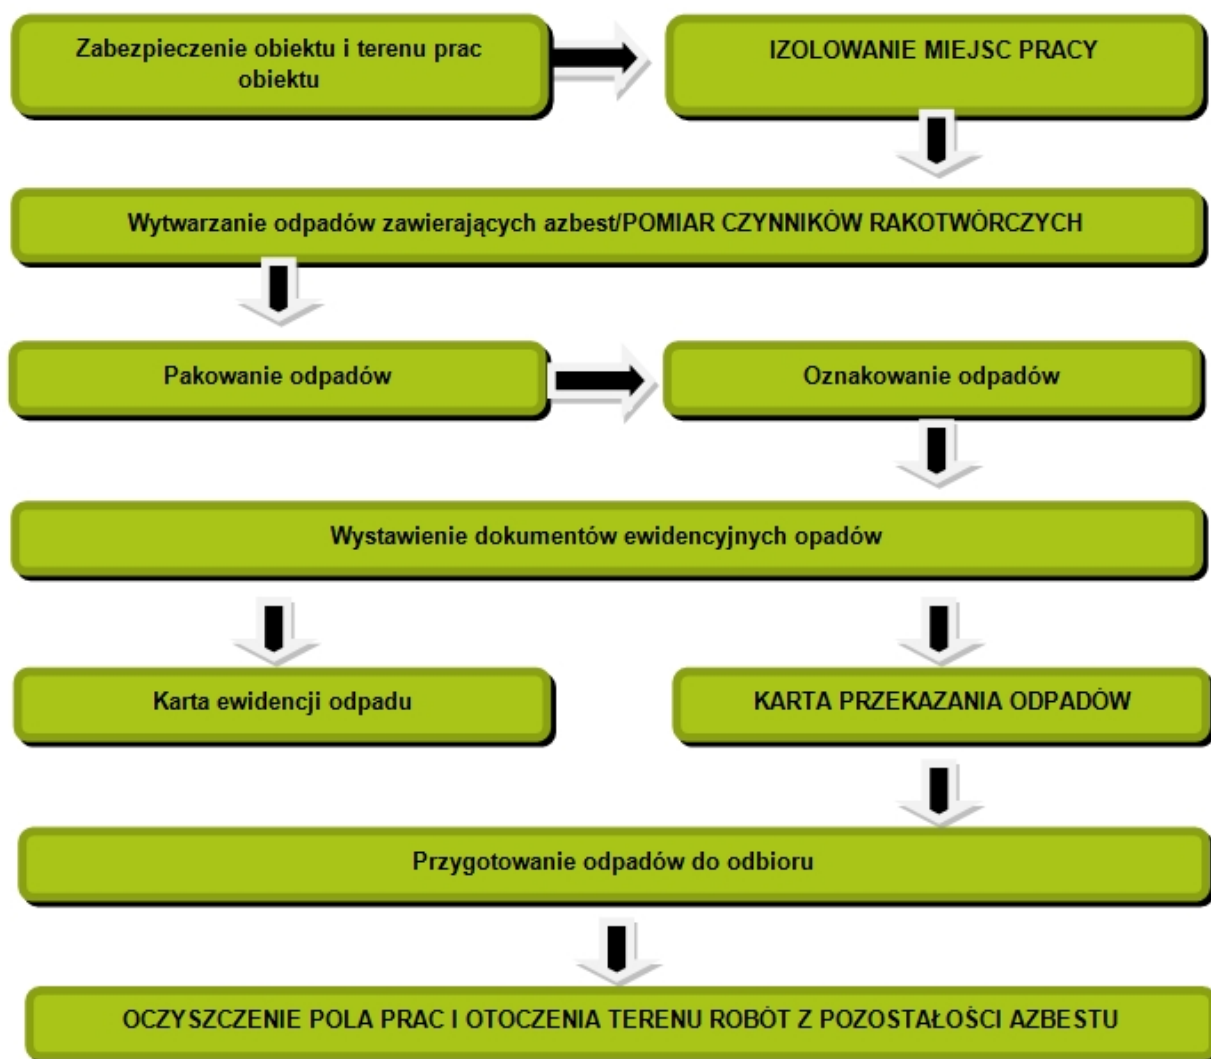 Zabezpieczenie obiektu i terenu prac
obiektu
IZOLOWANIE MIEJSC PRACY
Wytwarzanie odpadów zawierających azbest/POMIAR CZYNNIKÓW RAKOTWÓRCZYCH
Pakowanie odpadów
Oznakowanie odpadów
Wystawienie dokumentów ewidencyjnych opadów
Karta ewidencji odpadu
KARTA PRZEKAZANIA ODPADÓW
Przygotowanie odpadów do odbioru
OCZYSZCZENIE POLA PRAC I OTOCZENIA TERENU ROBÓT Z POZOSTAŁOŚCI AZBESTU